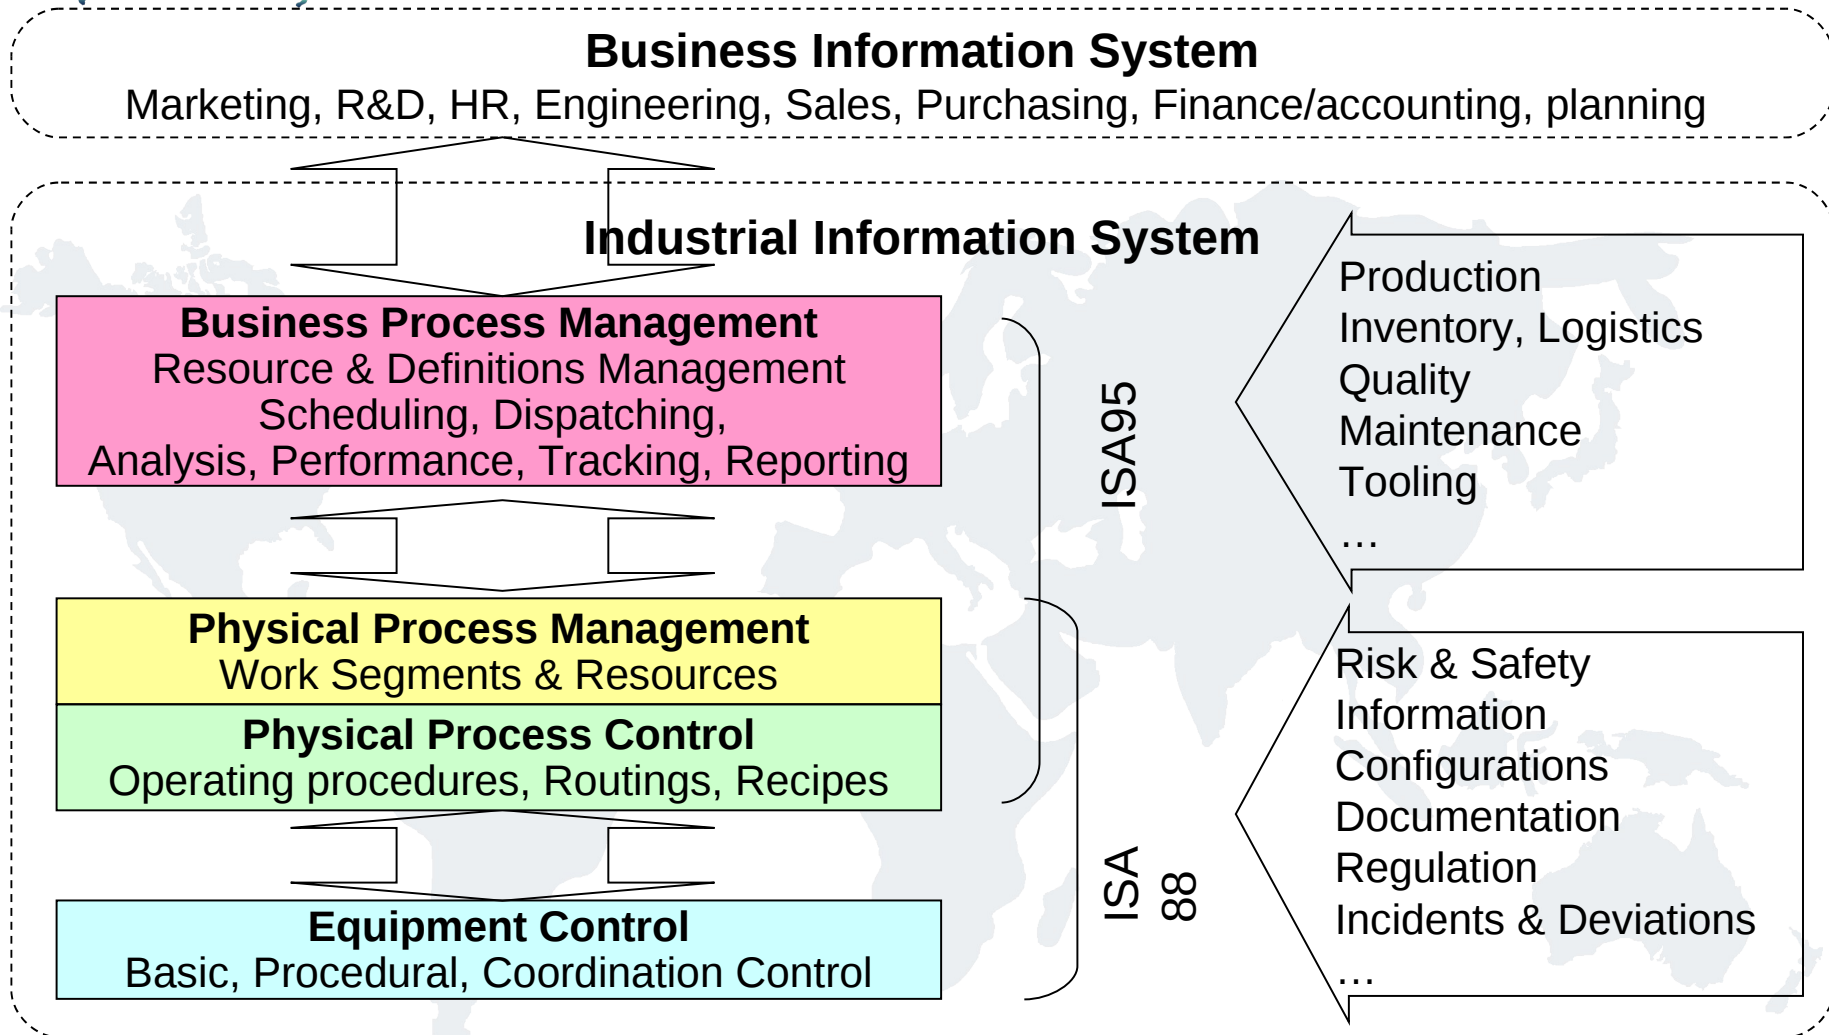 Business Information System
Marketing, R&D, HR, Engineering, Sales, Purchasing, Finance/accounting, planning
Industrial Information System
Business Process Management
Resource & Definitions Management
Scheduling, Dispatching,
Analysis, Performance, Tracking, Reporting
Physical Process Management
Work Segments & Resources
Physical Process Control
Operating procedures, Routings, Recipes
Equipment Control
Basic, Procedural, Coordination Control
ISA95
ISA
88
Production
Inventory, Logistics
Quality
Maintenance
Tooling
…
Risk & Safety
Information
Configurations
Documentation
Regulation
Incidents & Deviations
…